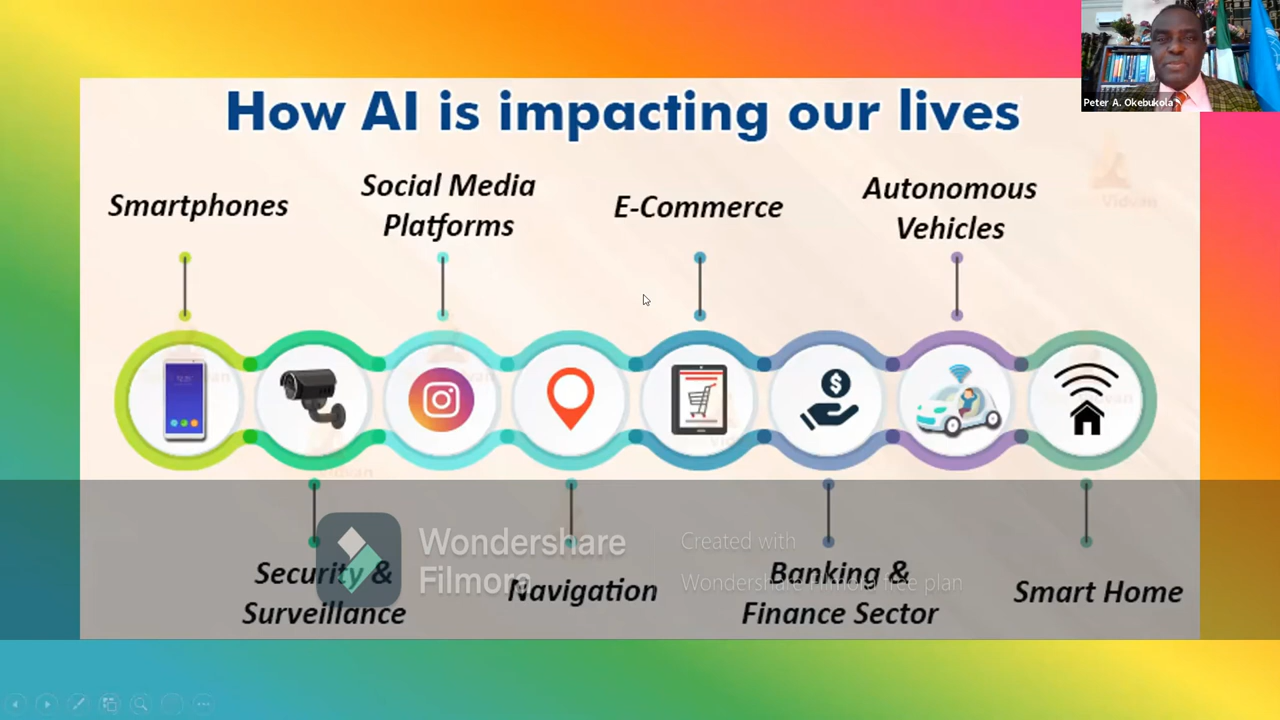 Peter A. Okebukola
How AI is impacting our lives
Smartphones
Social Media
Platforms
E-Commerce
Autonomous
Vehicles
Vidvan
Security &
Surveillance
Navigation
Banking &
Finance Sector
Smart Home
Wondershare
Filmora
Created with
Wondershare Filmora free plan